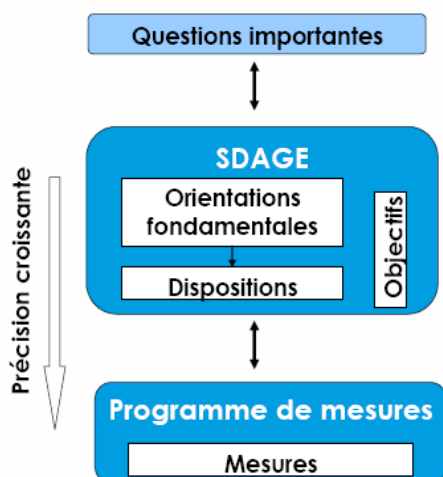 Questions importantes
SDAGE
Orientations
fondamentales
Dispositions
Objectifs
Précision croissante
Programme de mesures
Mesures